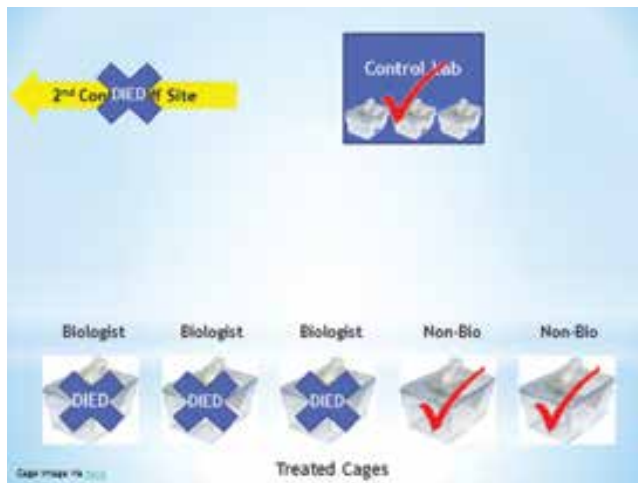 2nd Con DIED ff Site
Control Lab
Biologist Biologist Biologist Non-Bio Non-Bio
DIED DIED DIED
Cage image via
Treated Cages